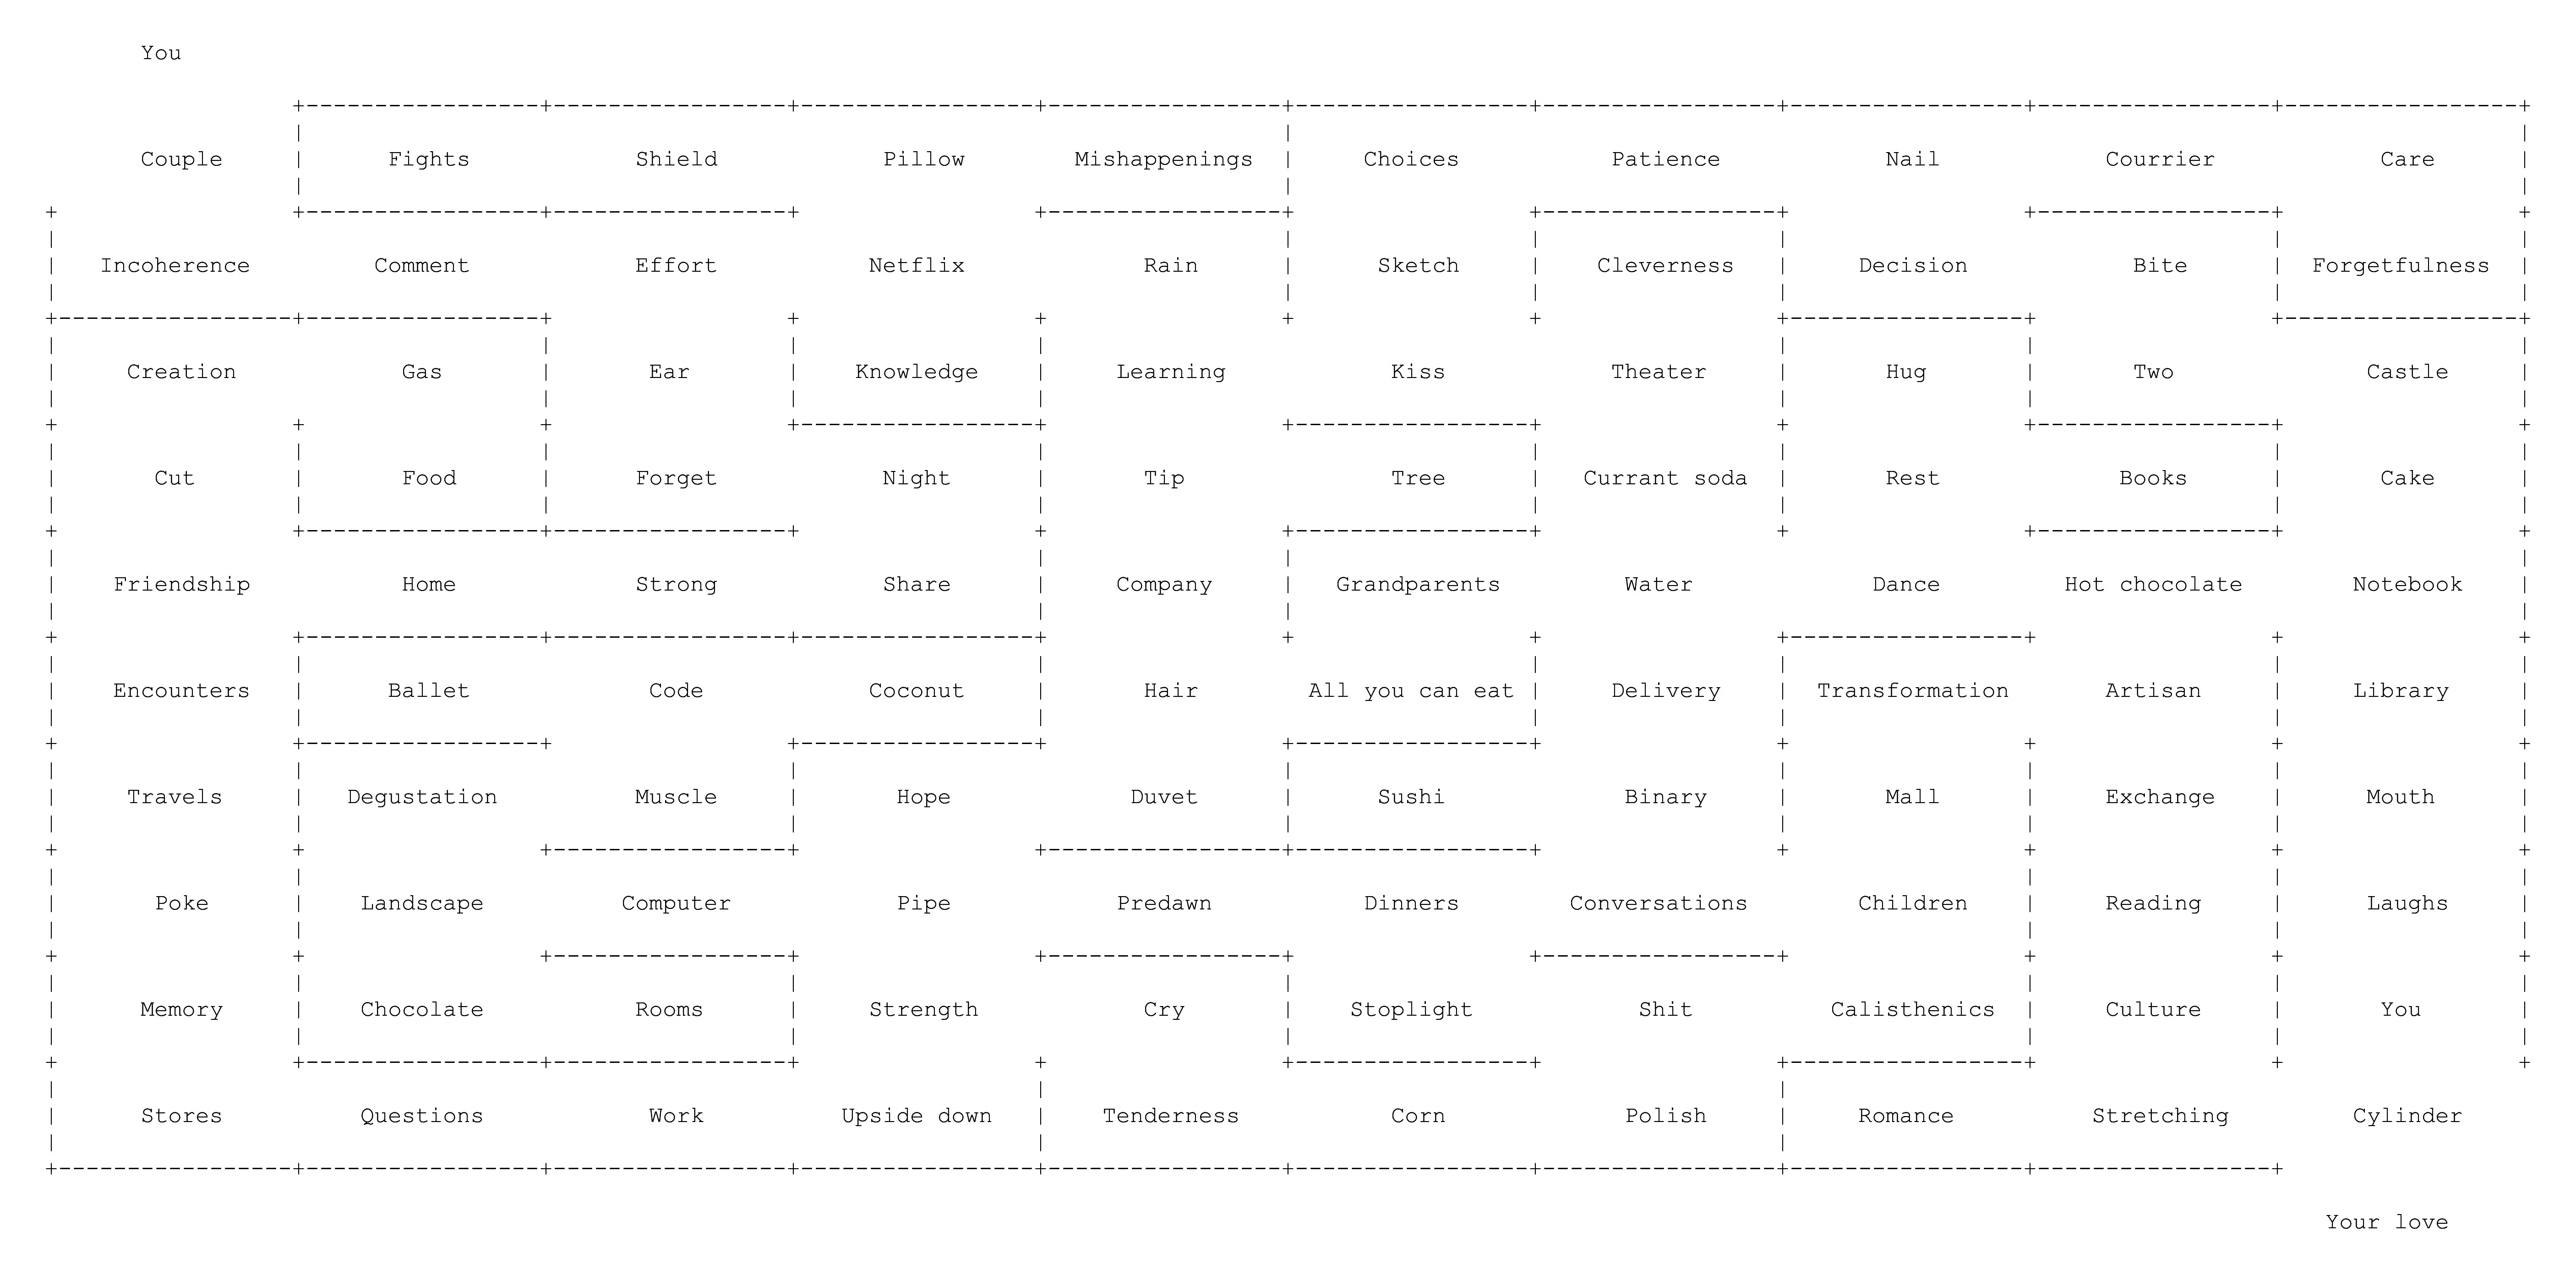 You
Couple Fights Shield Pillow Mishappenings Choices Patience Nail Courrier Care
Incoherence Comment Effort Netflix Rain Sketch Cleverness Decision Bite Forgetfulness
Creation Gas Ear Knowledge Learning Kiss Theater Hug Two Castle
Cut Food Forget Night Tip Tree Currant soda Rest Books Cake
Friendship Home Strong Share Company Grandparents Water Dance Hot chocolate Notebook
Encounters Ballet Code Coconut Hair All you can eat Delivery Transformation Artisan Library
Travels Degustation Muscle Hope Duvet Sushi Binary Mall Exchange Mouth
Poke Landscape Computer Pipe Predawn Dinners Conversations Children Reading Laughs
Memory Chocolate Rooms Strength Cry Stoplight Shit Calisthenics Culture You
Stores Questions Work Upside down Tenderness Corn Polish Romance Stretching Cylinder
Your love